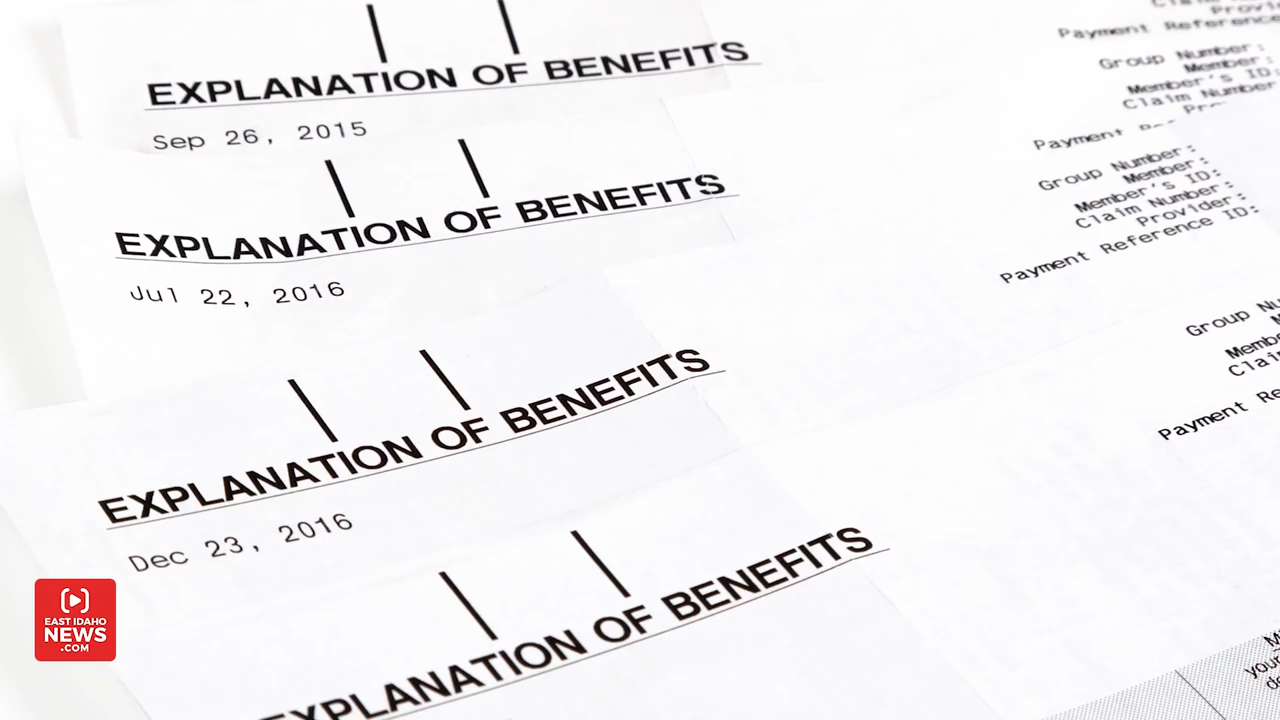 EXPLANATION OF BENEFITS
Sep 26, 2015
EXPLANATION OF BENEFITS
Jul 22, 2016
EXPLANATION OF BENEFITS
Dec 23, 2016
EXPLANATION OF BENEFITS
Payment Reference
Group Number:
Member:
Member's ID:
Claim Number
Payment
Group Number:
Member:
Member's ID:
Claim Number:
Provider:
Payment Reference ID:
Group
Payment
EAST IDAHO
NEWS
.COM